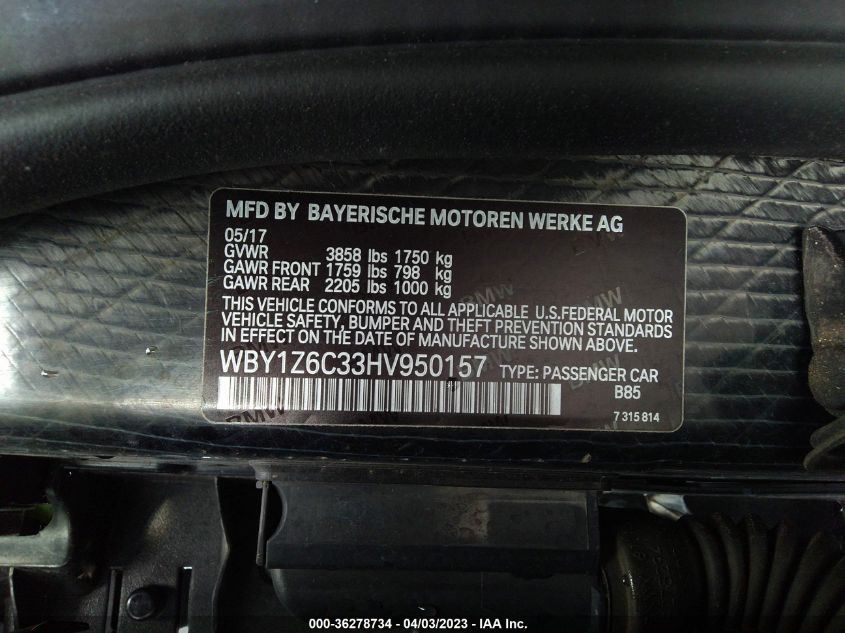 MFD BY BAYERISCHE MOTOREN WERKE AG
05/17
GVWR 3858 lbs 1750 kg
GAWR FRONT 1759 lbs 798 kg
GAWR REAR 2205 lbs 1000 kg
THIS VEHICLE CONFORMS TO ALL APPLICABLE U.S.FEDERAL MOTOR
VEHICLE SAFETY, BUMPER AND THEFT PREVENTION STANDARDS
IN EFFECT ON THE DATE OF MANUFACTURE SHOWN ABOVE.
WBY1Z6C33HV950157 TYPE: PASSENGER CAR
B85
7 315 814
000-36278734 - 04/03/2023 - IAA Inc.